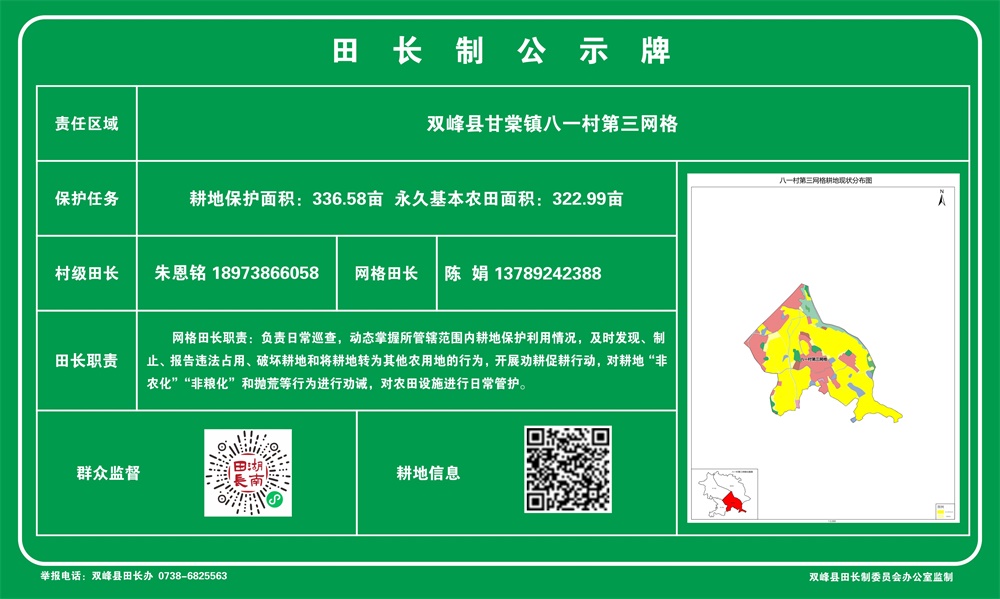 田长制公示牌
责任区域
双峰县甘棠镇八一村第三网格
保护任务
耕地保护面积：336.58亩 永久基本农田面积：322.99亩
村级田长
朱恩铭 18973866058
网格田长
陈 娟 13789242388
田长职责
网格田长职责：负责日常巡查，动态掌握所管辖范围内耕地保护利用情况，及时发现、制
止、报告违法占用、破坏耕地和将耕地转为其他农用地的行为，开展劝耕促耕行动，对耕地“非
农化”“非粮化”和抛荒等行为进行劝诫，对农田设施进行日常管护。
群众监督
湖南田長
耕地信息
八一村第三网格耕地现状分布图
N
八一村第三网格
举报电话：双峰县田长办 0738-6825563
双峰县田长制委员会办公室监制